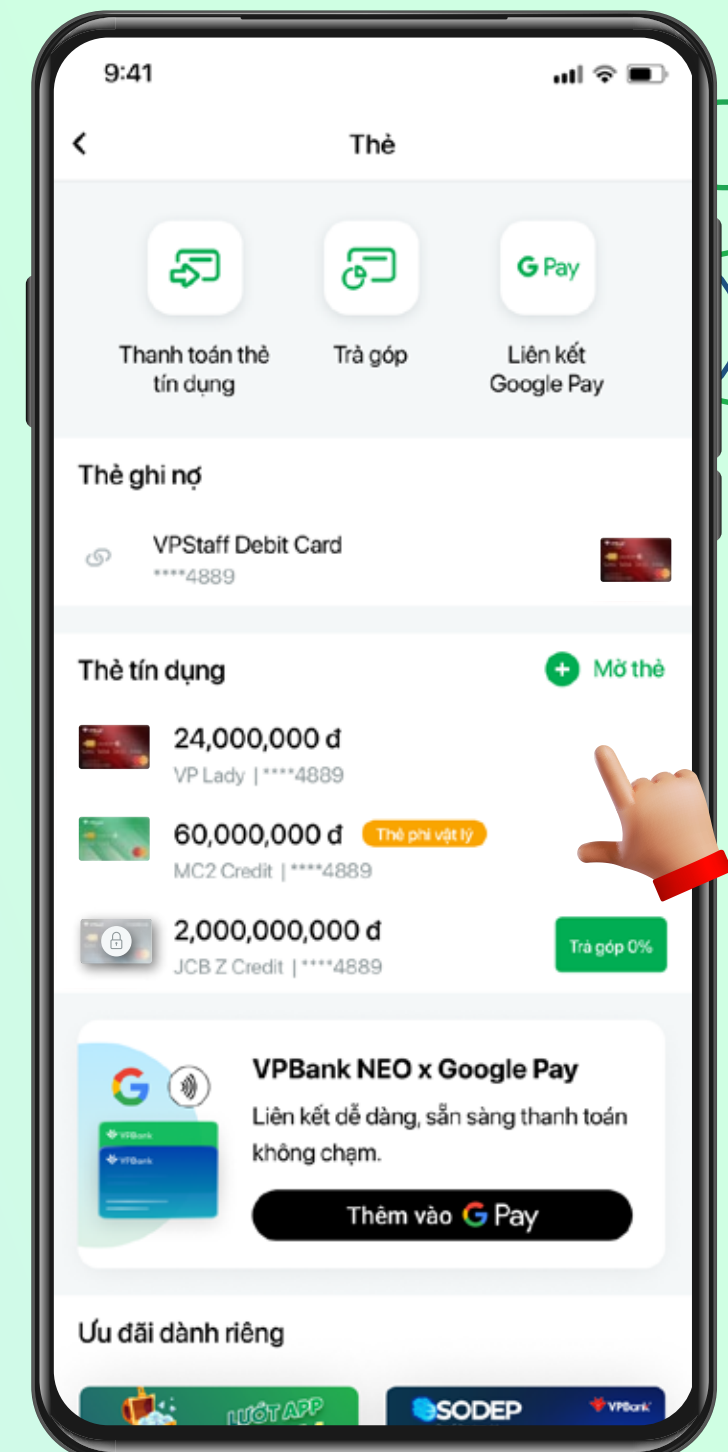 9:41
Thẻ
G Pay
Thanh toán thẻ
tín dụng
Trả góp
Liên kết
Google Pay
Thẻ ghi nợ
VPStaff Debit Card
****4889
Thẻ tín dụng
Mở thẻ
24,000,000 đ
VP Lady | ****4889
60,000,000 đ Thẻ phi vật lý
MC2 Credit | ****4889
2,000,000,000 đ
JCB Z Credit | ****4889
Trả góp 0%
VPBank NEO x Google Pay
Liên kết dễ dàng, sẵn sàng thanh toán
không chạm.
VPBank
VPBank
Thêm vào G Pay
Ưu đãi dành riêng
LƯỚT APP
SODEP
VPBank